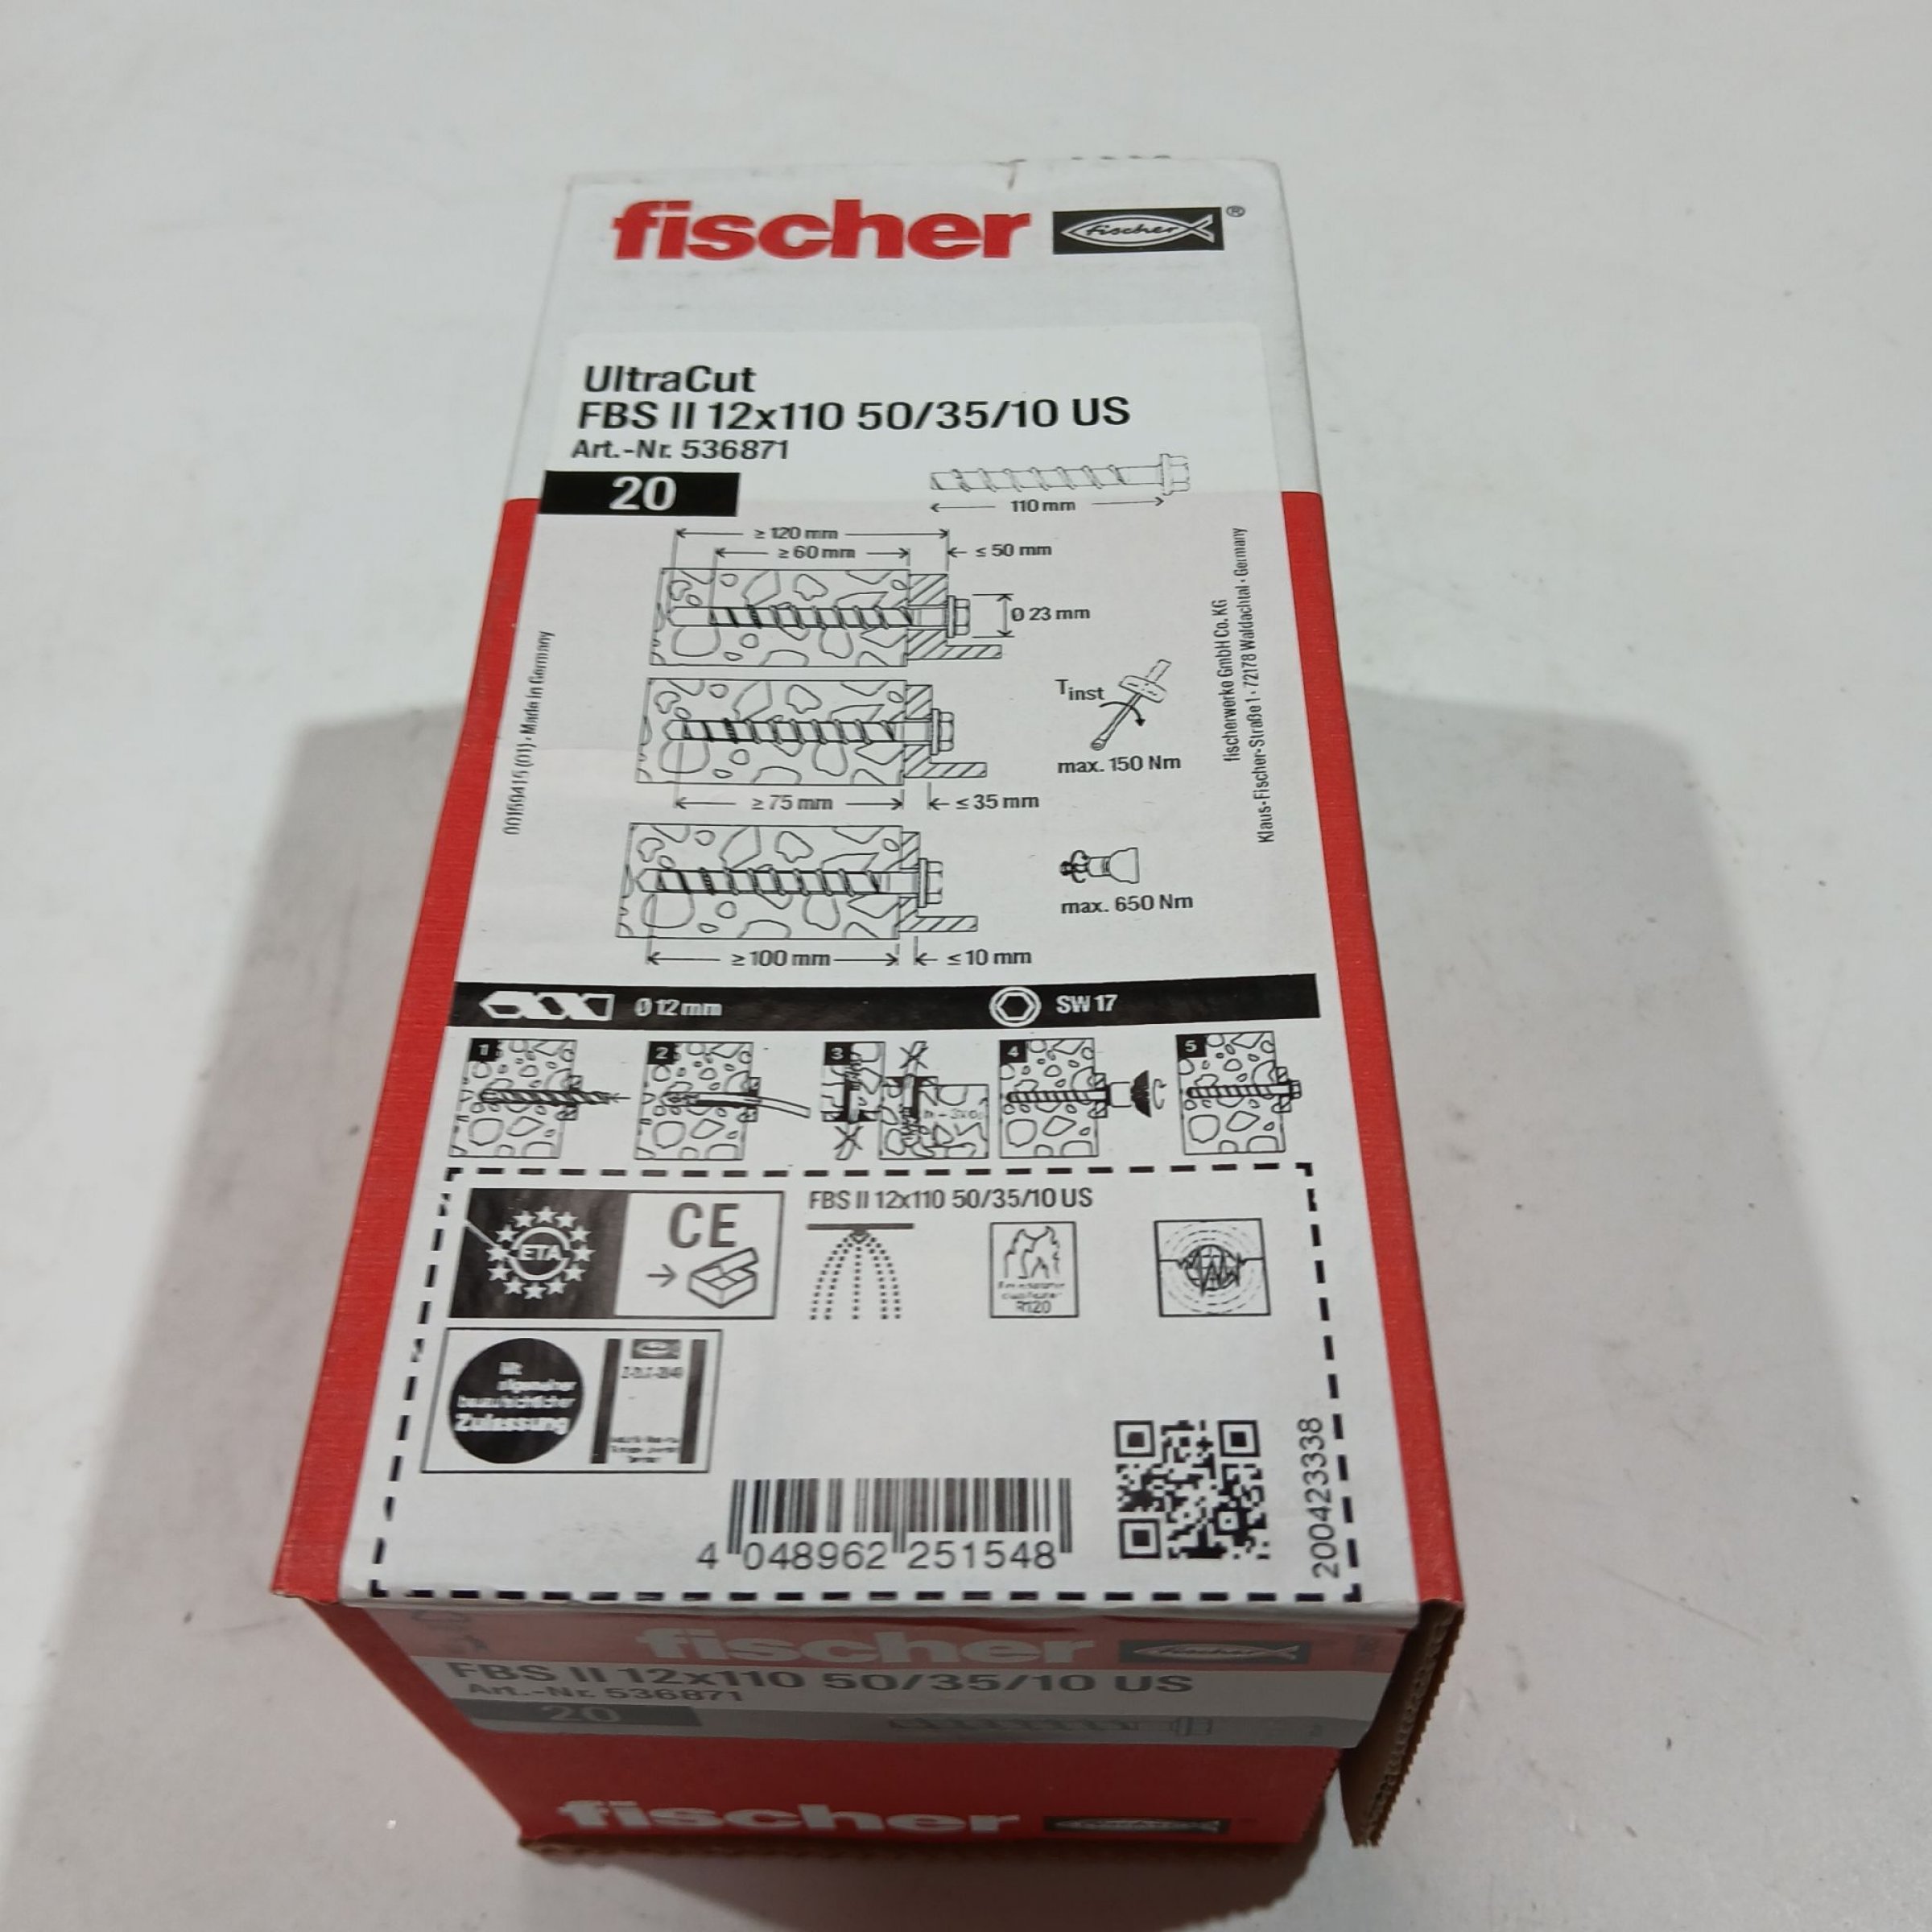 fischer fischer ®
UltraCut
FBS II 12x110 50/35/10 US
Art.-Nr. 536871
20
110 mm
≥ 120 mm
≥ 60 mm
≤ 50 mm
Ø 23 mm
Tinst
max. 150 Nm
≥ 75 mm
≤ 35 mm
max. 650 Nm
≥ 100 mm
≤ 10 mm
Made in Germany
fischerwerke GmbH Co. KG
Klaus-Fischer-Straße 1 · 72178 Waldachtal · Germany
Ø 12 mm
SW 17
1
2
3
4
5
ETA
CE
FBS II 12x110 50/35/10 US
R120
Zulassung
4 048962 251548
200423338
fischer fischer
FBS II 12x110 50/35/10 US
Art.-Nr. 536871
20
fischer